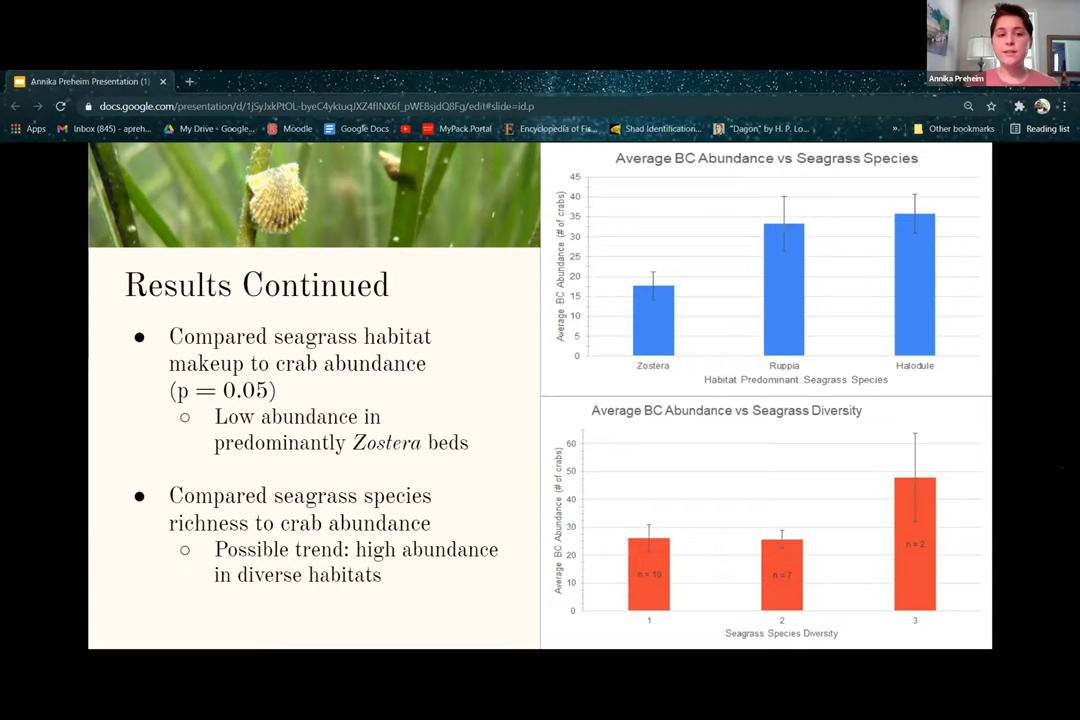 Annika Preheim
Annika Preheim Presentation (1)
docs.google.com/presentation/d/1jSyJxkPtOL-byeC4yktuqJXZ4fINX6f_pWE8sjdQ8Fg/edit#slide=id.p
Apps
Inbox (845) - apreh...
My Drive - Google...
Moodle
Google Docs
MyPack Portal
Encyclopedia of Fis...
Shad Identification...
"Dagon" by H. P. Lo...
»
Other bookmarks
Reading list
Results Continued
● Compared seagrass habitat
makeup to crab abundance
(p = 0.05)
○ Low abundance in
predominantly Zostera beds
● Compared seagrass species
richness to crab abundance
○ Possible trend: high abundance
in diverse habitats
Average BC Abundance vs Seagrass Species
Average BC Abundance (# of crabs)
45
40
35
30
25
20
15
10
5
0
Zostera
Ruppia
Halodule
Habitat Predominant Seagrass Species
Average BC Abundance vs Seagrass Diversity
Average BC Abundance (# of crabs)
60
50
40
30
20
10
0
n = 19
n = 7
n = 2
1
2
3
Seagrass Species Diversity